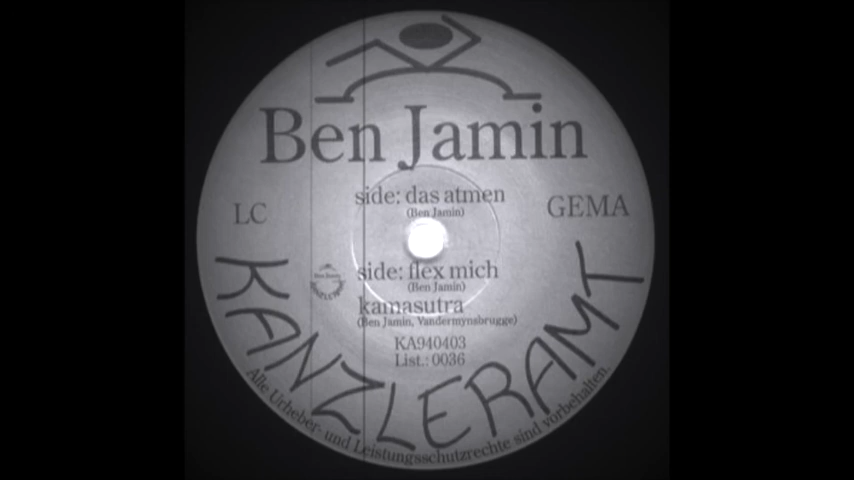 Ben Jamin
side: das atmen
(Ben Jamin)
LC
GEMA
side: flex mich
(Ben Jamin)
kamasutra
(Ben Jamin, Vandermynsbrugge)
KA940403
List.: 0036
KANZLERAMT
Alle Urheber- und Leistungsschutzrechte sind vorbehalten.